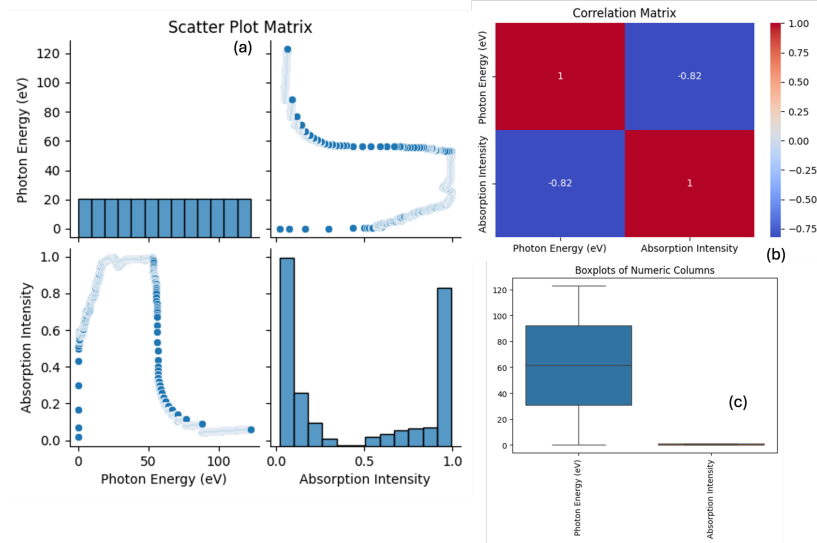 Scatter Plot Matrix
(a)
Photon Energy (eV)
120
100
80
60
40
20
0
Absorption Intensity
1.0
0.8
0.6
0.4
0.2
0.0
0
50
100
Photon Energy (eV)
0.0
0.5
1.0
Absorption Intensity
Correlation Matrix
Photon Energy (eV)
Absorption Intensity
1
-0.82
-0.82
1
Photon Energy (eV)
Absorption Intensity
1.00
0.75
0.50
0.25
0.00
-0.25
-0.50
-0.75
(b)
Boxplots of Numeric Columns
120
100
80
60
40
20
0
(c)
Photon Energy (eV)
Absorption Intensity